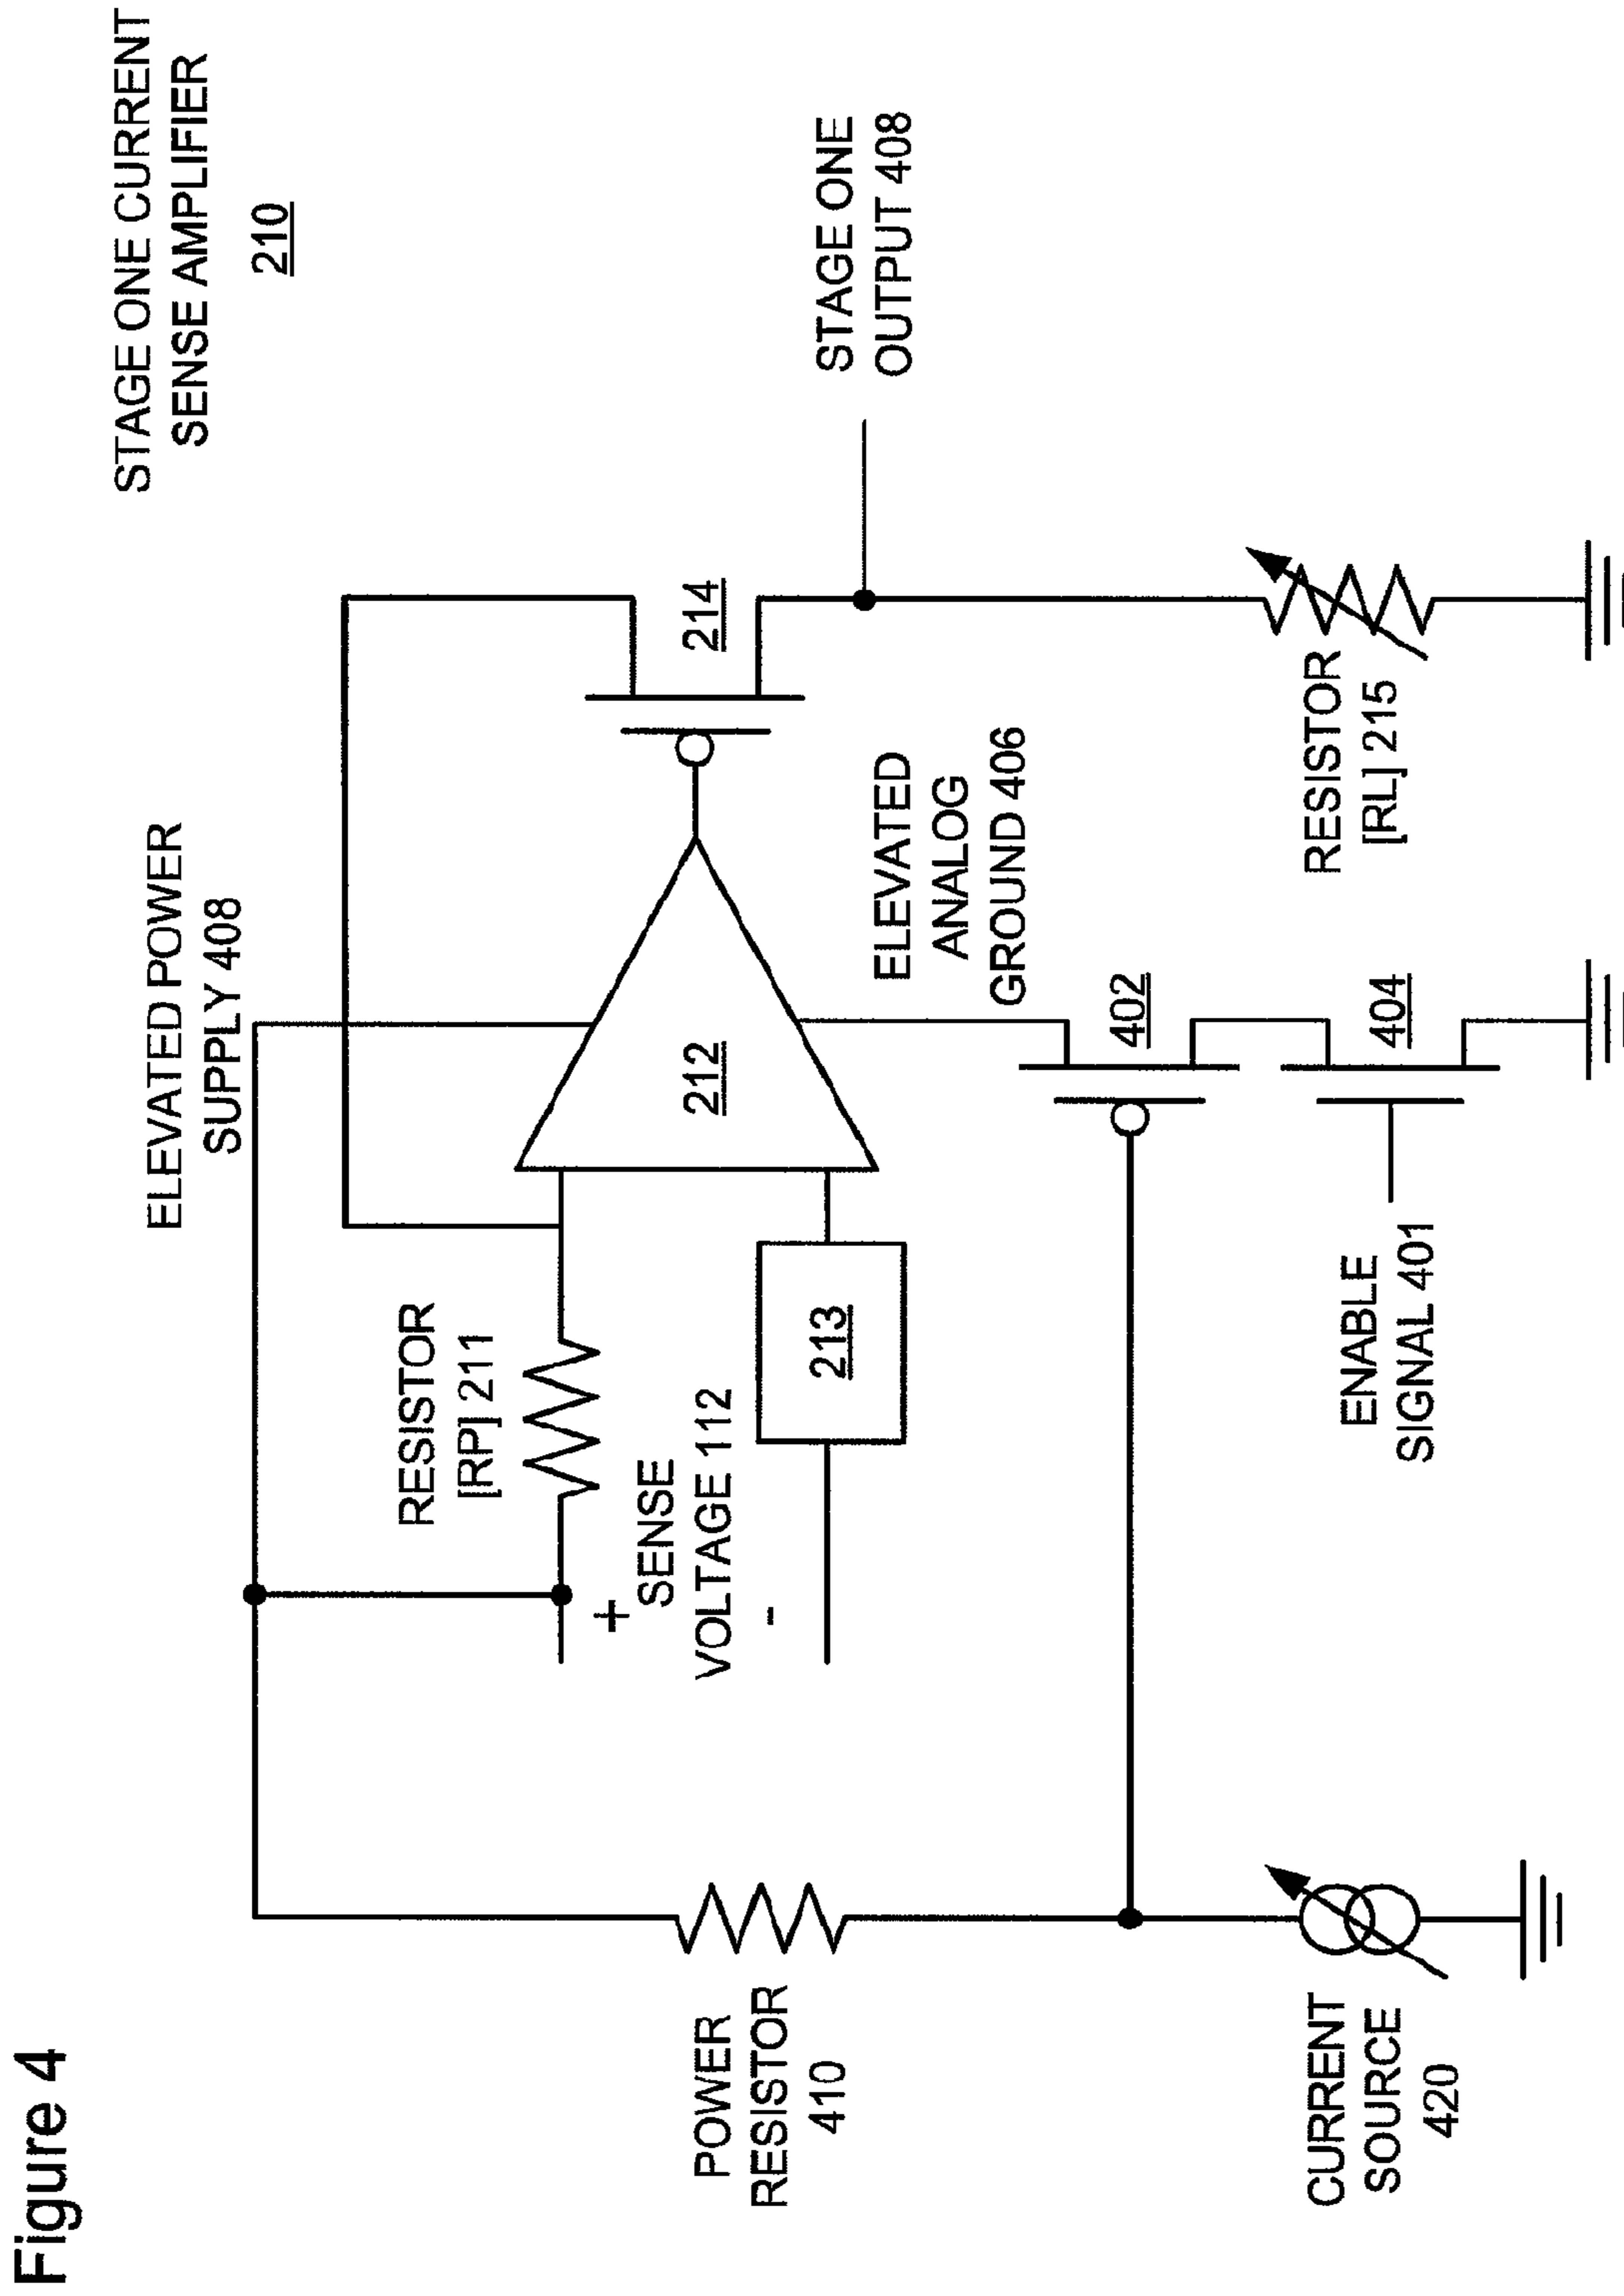 Figure 4
STAGE ONE CURRENT
SENSE AMPLIFIER
210
ELEVATED POWER
SUPPLY 408
RESISTOR
[RP] 211
SENSE
VOLTAGE 112
+
-
213
212
214
STAGE ONE
OUTPUT 408
ELEVATED
ANALOG
GROUND 406
POWER
RESISTOR
410
402
404
RESISTOR
[RL] 215
ENABLE
SIGNAL 401
CURRENT
SOURCE
420